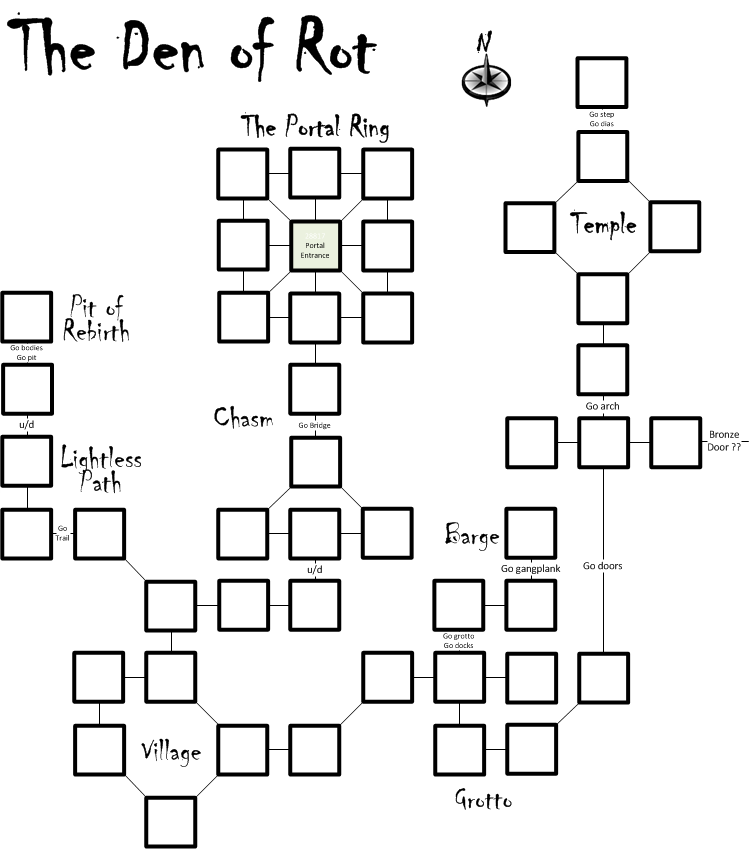 The Den of Rot
N
Go step
Go dias
The Portal Ring
Temple
Portal
Entrance
Pit of
Rebirth
Go bodies
Go pit
Chasm
Go Bridge
Go arch
u/d
Bronze
Door ??
Lightless
Path
Go
Trail
Barge
Go gangplank
u/d
Go doors
Go grotto
Go docks
Village
Grotto